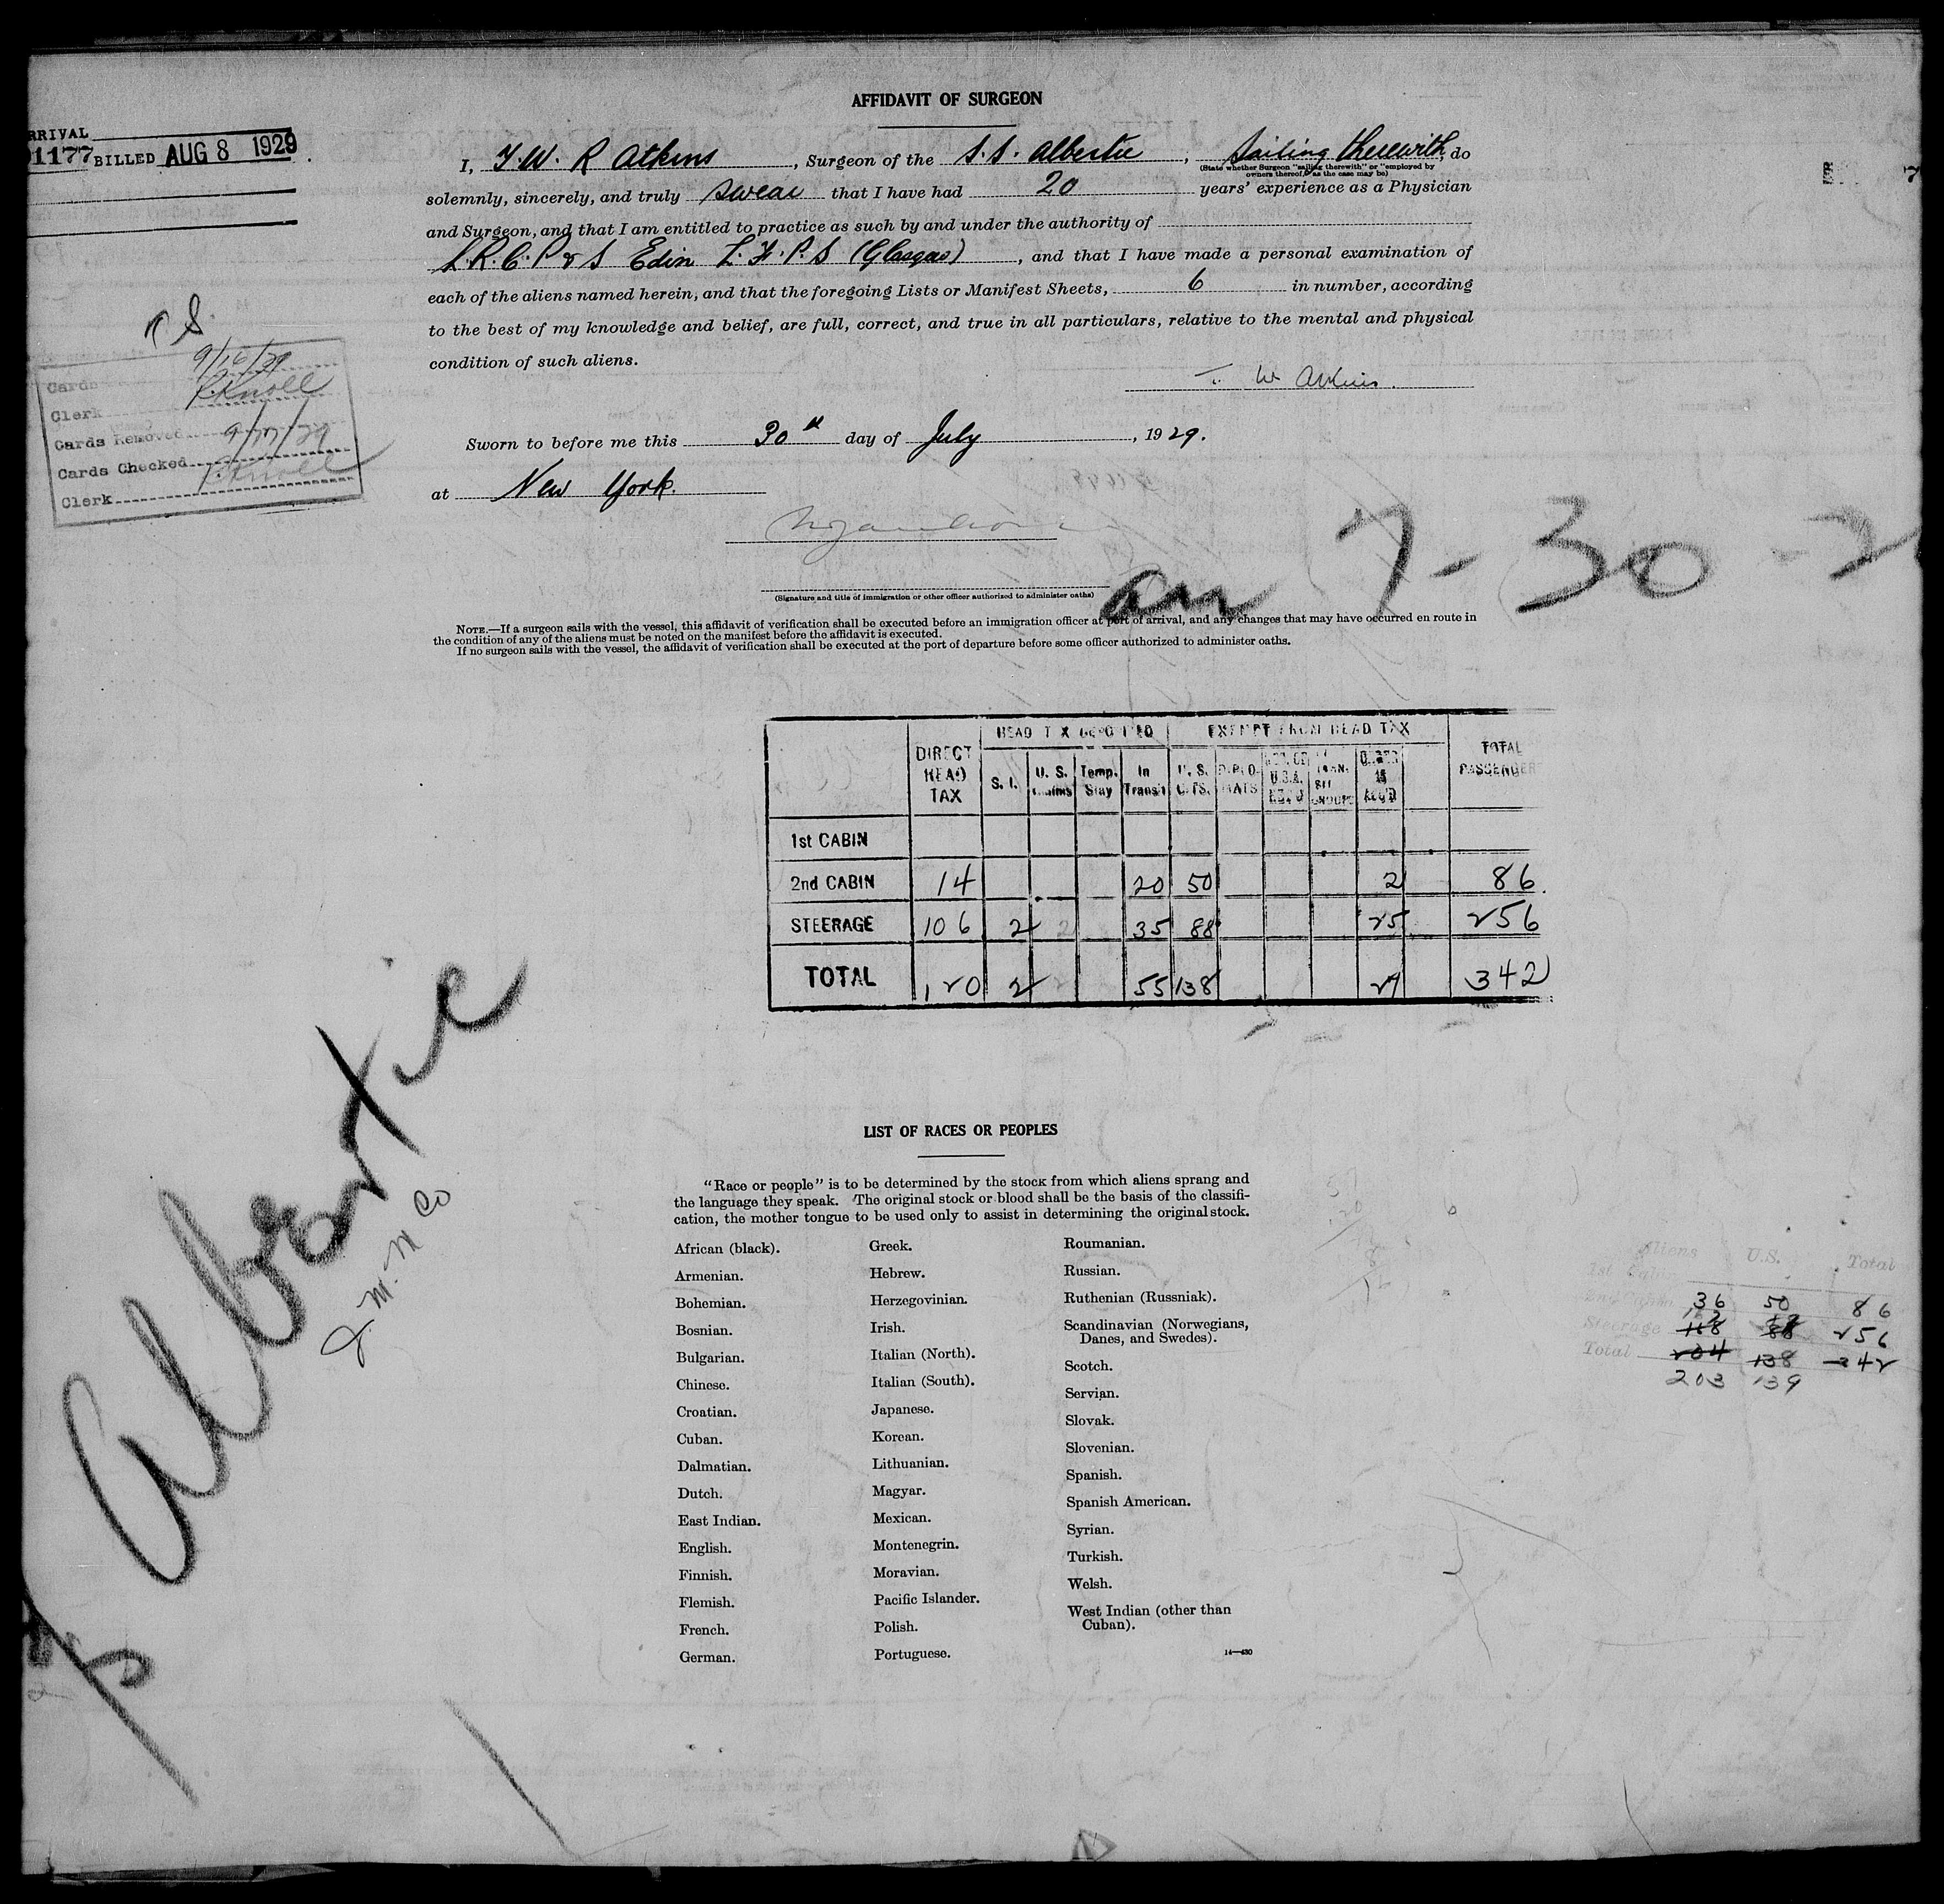 AFFIDAVIT OF SURGEON
RRIVAL
1177 BILLED AUG 8 1929
I, T. W. R Atkins, Surgeon of the S.S. Albertic, Sailing therewith, do
(State whether Surgeon "sailing therewith" or "employed by
owners thereof," as the case may be)
solemnly, sincerely, and truly swear that I have had 20 years' experience as a Physician
and Surgeon, and that I am entitled to practice as such by and under the authority of
L.R.C.P & S Edin L.F.P.S (Glasgow), and that I have made a personal examination of
each of the aliens named herein, and that the foregoing Lists or Manifest Sheets, 6 in number, according
to the best of my knowledge and belief, are full, correct, and true in all particulars, relative to the mental and physical
condition of such aliens.
T. W Atkins.
Cards 9/16/29
Clerk
Cards Removed
Cards Checked 9/17/29
Clerk
Sworn to before me this 30th day of July, 1929.
at New York.
7-30-2
(Signature and title of immigration or other officer authorized to administer oaths)
NOTE.—If a surgeon sails with the vessel, this affidavit of verification shall be executed before an immigration officer at port of arrival, and any changes that may have occurred en route in
the condition of any of the aliens must be noted on the manifest before the affidavit is executed.
If no surgeon sails with the vessel, the affidavit of verification shall be executed at the port of departure before some officer authorized to administer oaths.
DIRECT HEAD TAX S. I. U. S. Temp. Stay In Transit U. S. CITS. EXEMPT FROM HEAD TAX TOTAL PASSENGER
1st CABIN
2nd CABIN 14 20 50 2 86
STEERAGE 106 2 2 35 88 25 256
TOTAL 120 2 55 138 27 342
Albertic
I. M. M Co
LIST OF RACES OR PEOPLES
"Race or people" is to be determined by the stock from which aliens sprang and
the language they speak. The original stock or blood shall be the basis of the classifi-
cation, the mother tongue to be used only to assist in determining the original stock.
African (black).
Armenian.
Bohemian.
Bosnian.
Bulgarian.
Chinese.
Croatian.
Cuban.
Dalmatian.
Dutch.
East Indian.
English.
Finnish.
Flemish.
French.
German.
Greek.
Hebrew.
Herzegovinian.
Irish.
Italian (North).
Italian (South).
Japanese.
Korean.
Lithuanian.
Magyar.
Mexican.
Montenegrin.
Moravian.
Pacific Islander.
Polish.
Portuguese.
Roumanian.
Russian.
Ruthenian (Russniak).
Scandinavian (Norwegians,
Danes, and Swedes).
Scotch.
Servian.
Slovak.
Slovenian.
Spanish.
Spanish American.
Syrian.
Turkish.
Welsh.
West Indian (other than
Cuban).
14—430
Aliens U.S. Total
1st Cabin
36 50 86
Steerage 168 88 256
Total 204 138 342
203 139